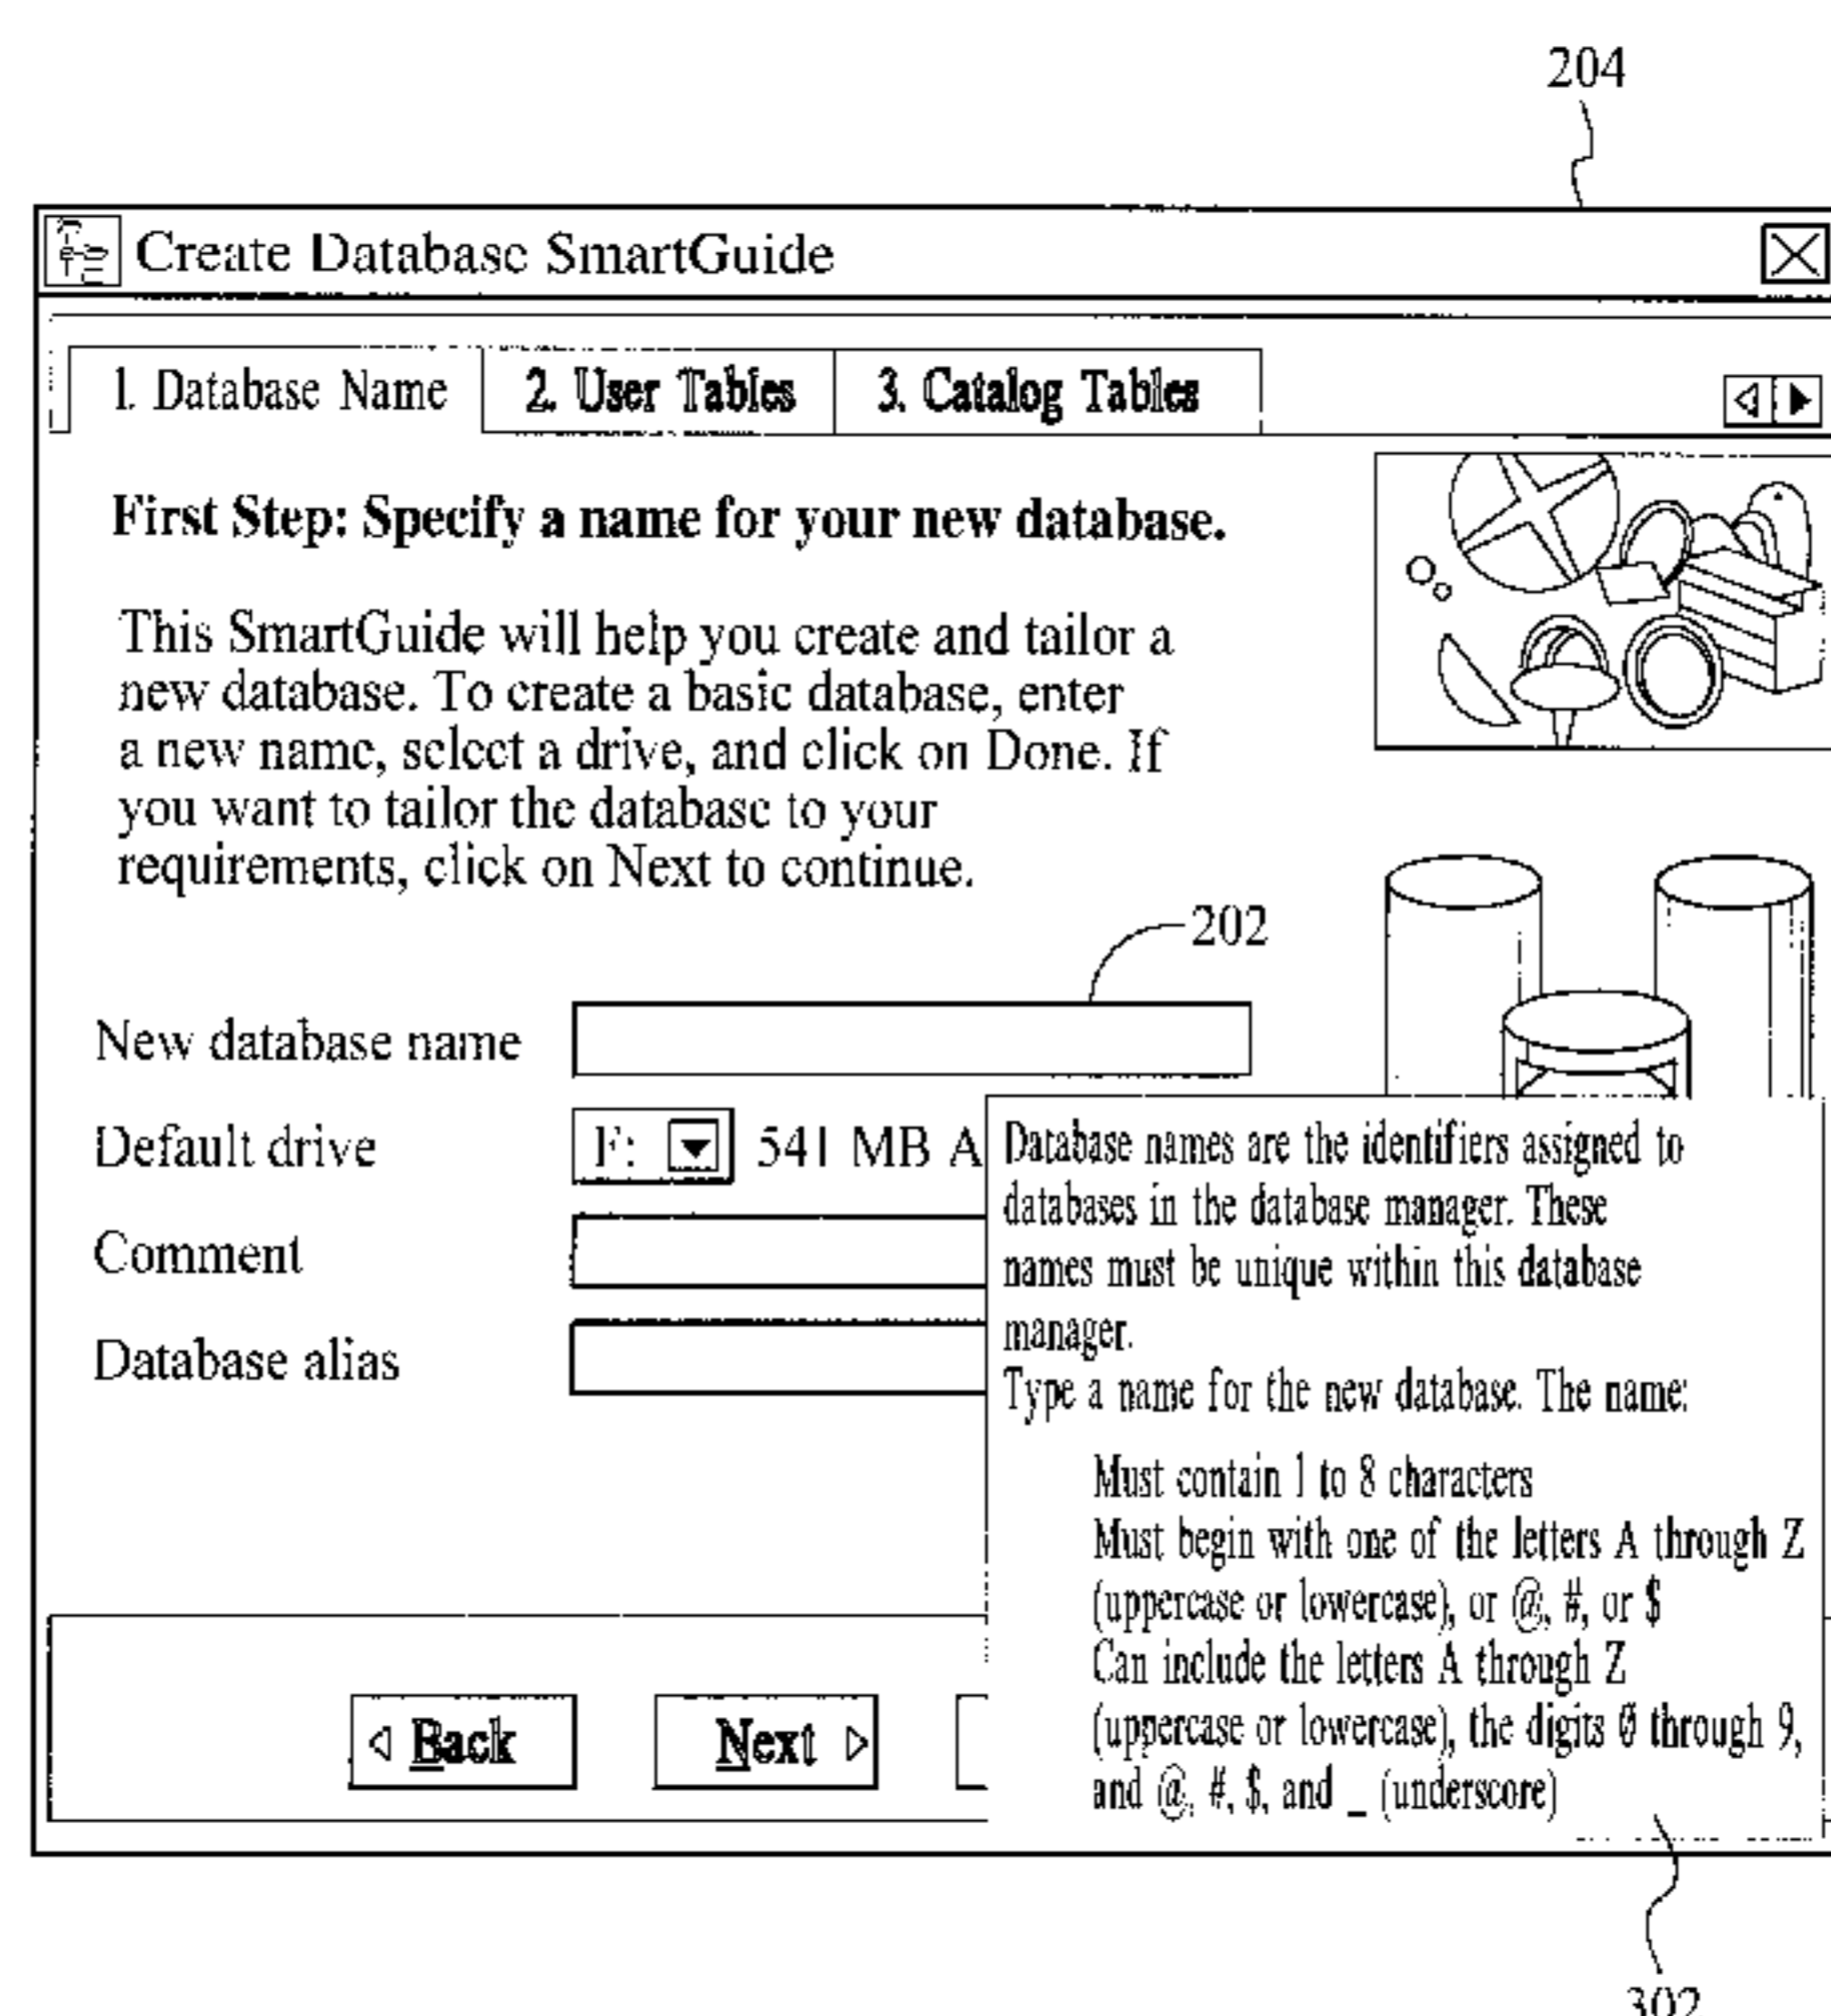 204
Create Database SmartGuide
1. Database Name
2. User Tables
3. Catalog Tables
First Step: Specify a name for your new database.
This SmartGuide will help you create and tailor a
new database. To create a basic database, enter
a new name, select a drive, and click on Done. If
you want to tailor the database to your
requirements, click on Next to continue.
202
New database name
Default drive
F:
541 MB A
Comment
Database alias
Database names are the identifiers assigned to
databases in the database manager. These
names must be unique within this database
manager.
Type a name for the new database. The name:
Must contain 1 to 8 characters
Must begin with one of the letters A through Z
(uppercase or lowercase), or @, #, or $
Can include the letters A through Z
(uppercase or lowercase), the digits 0 through 9,
and @, #, $, and _ (underscore)
Back
Next
302